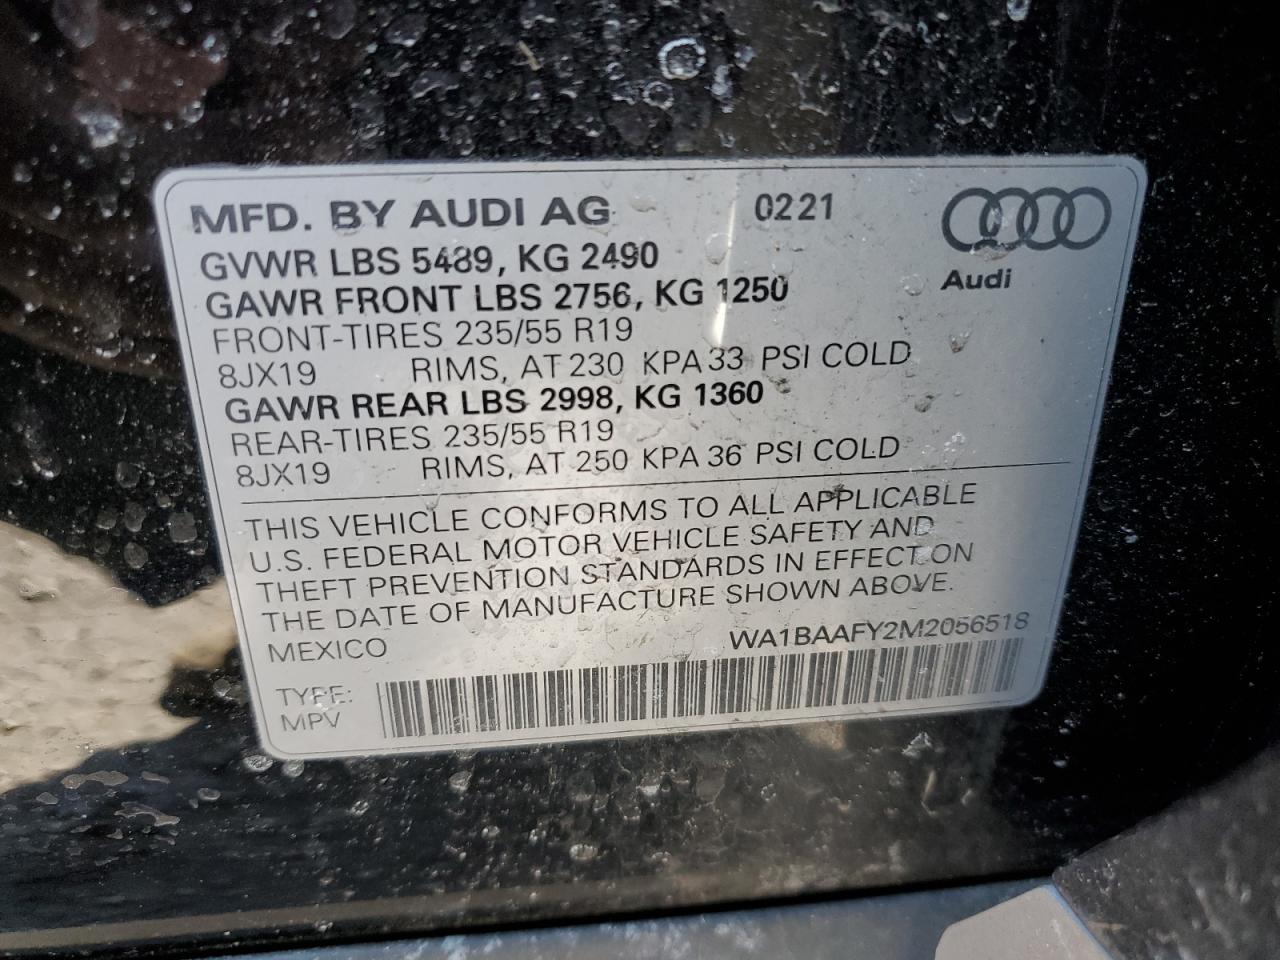 MFD. BY AUDI AG 0221
Audi
GVWR LBS 5489, KG 2490
GAWR FRONT LBS 2756, KG 1250
FRONT-TIRES 235/55 R19
8JX19 RIMS, AT 230 KPA 33 PSI COLD
GAWR REAR LBS 2998, KG 1360
REAR-TIRES 235/55 R19
8JX19 RIMS, AT 250 KPA 36 PSI COLD
THIS VEHICLE CONFORMS TO ALL APPLICABLE
U.S. FEDERAL MOTOR VEHICLE SAFETY AND
THEFT PREVENTION STANDARDS IN EFFECT ON
THE DATE OF MANUFACTURE SHOWN ABOVE.
MEXICO WA1BAAFY2M2056518
TYPE:
MPV